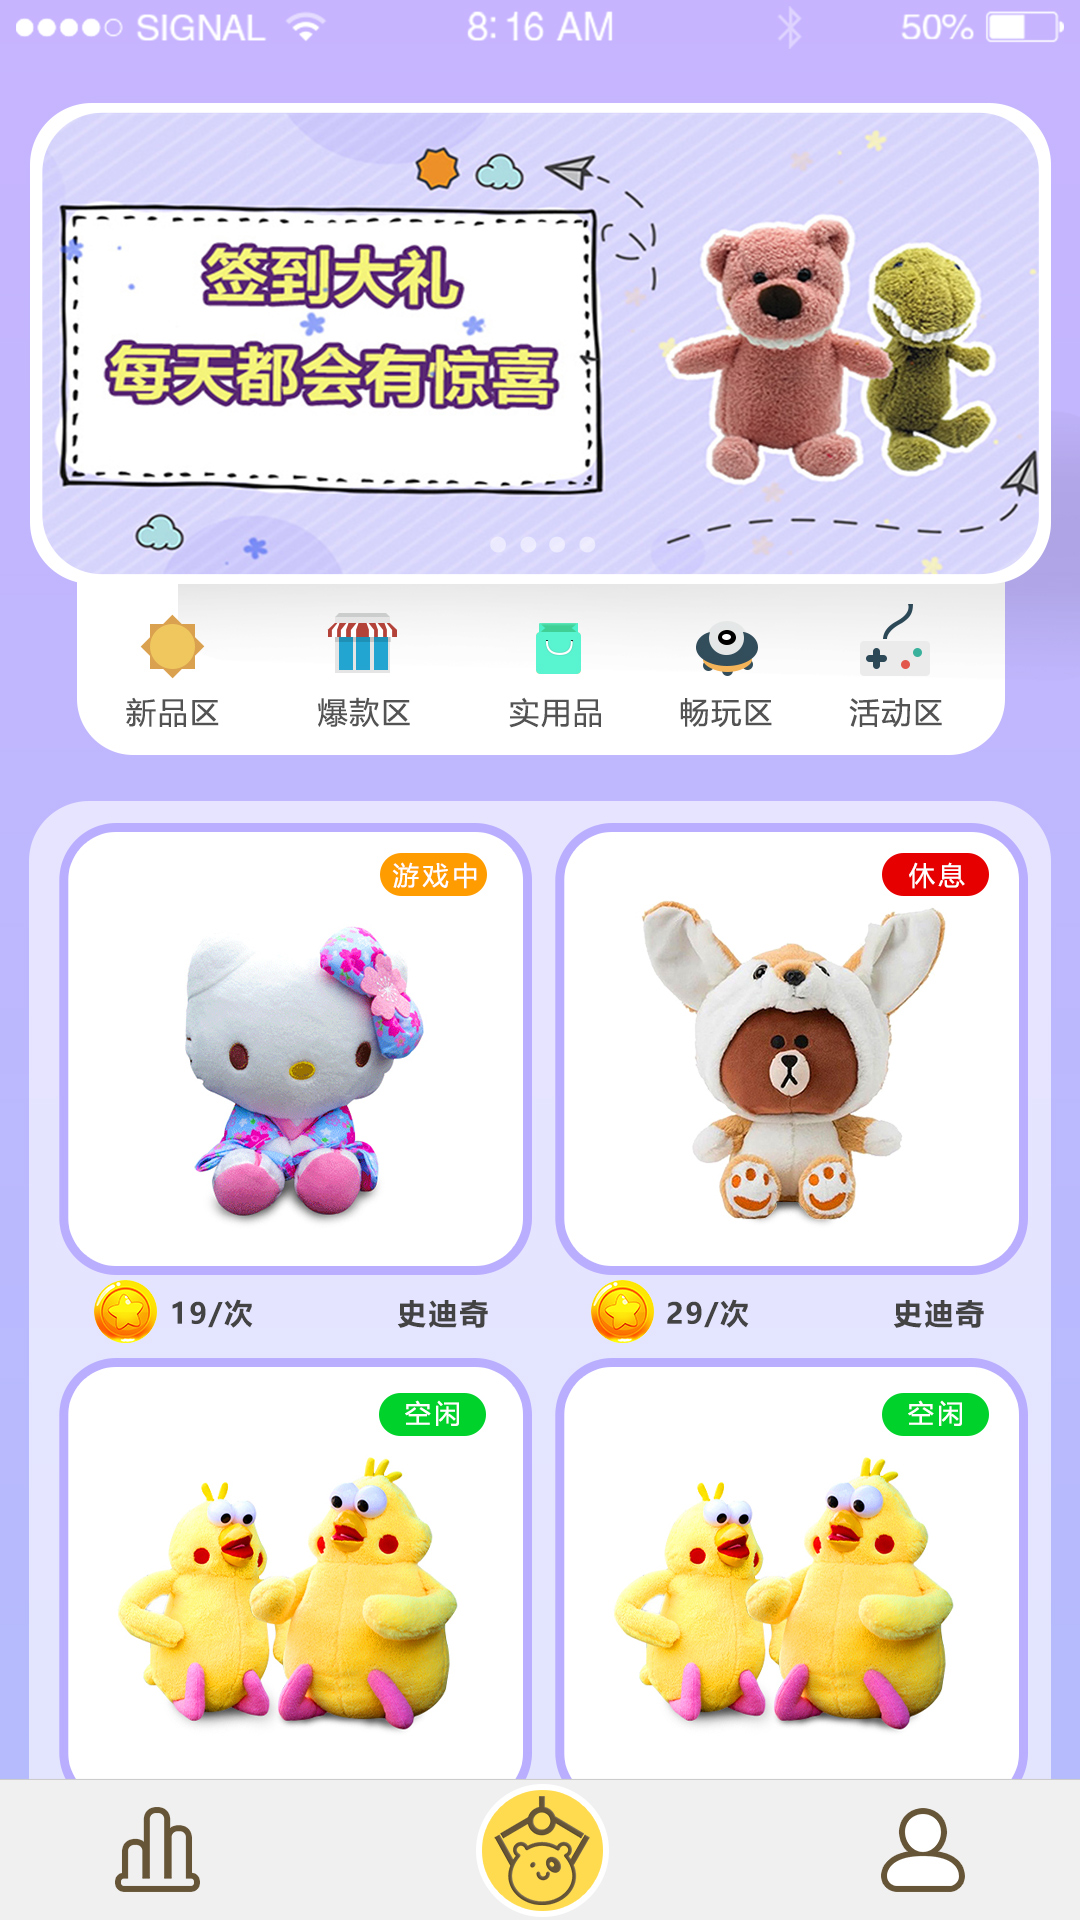 SIGNAL 8:16 AM 50%
签到大礼
每天都会有惊喜
新品区 爆款区 实用品 畅玩区 活动区
游戏中 休息
19/次 史迪奇 29/次 史迪奇
空闲 空闲